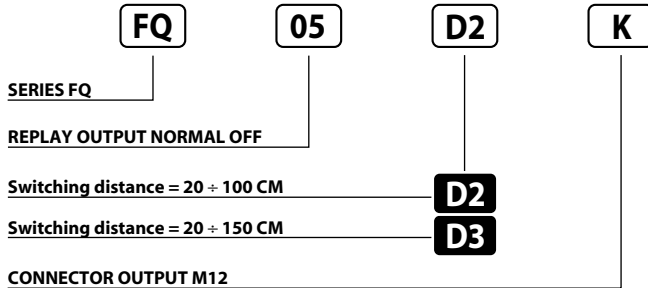 FQ 05 D2 K
SERIES FQ
REPLAY OUTPUT NORMAL OFF
Switching distance = 20 ÷ 100 CM D2
Switching distance = 20 ÷ 150 CM D3
CONNECTOR OUTPUT M12